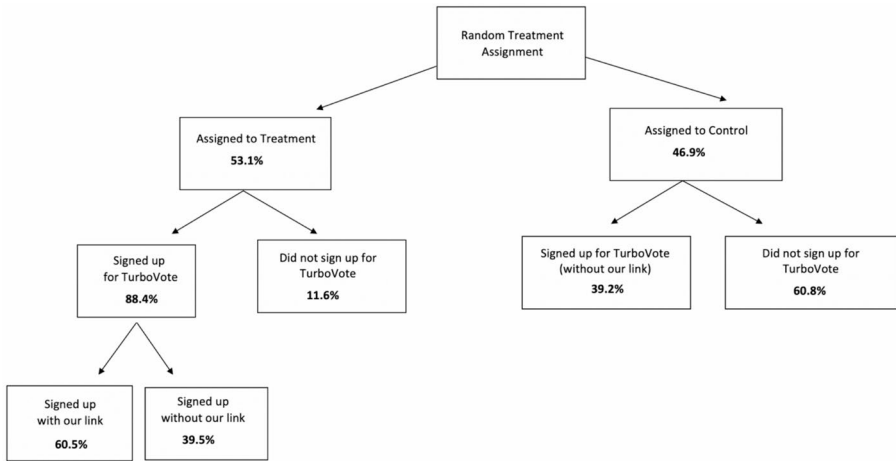 Random Treatment
Assignment
Assigned to Treatment
53.1%
Assigned to Control
46.9%
Signed up
for TurboVote
88.4%
Did not sign up for
TurboVote
11.6%
Signed up for TurboVote
(without our link)
39.2%
Did not sign up for
TurboVote
60.8%
Signed up
with our link
60.5%
Signed up
without our link
39.5%